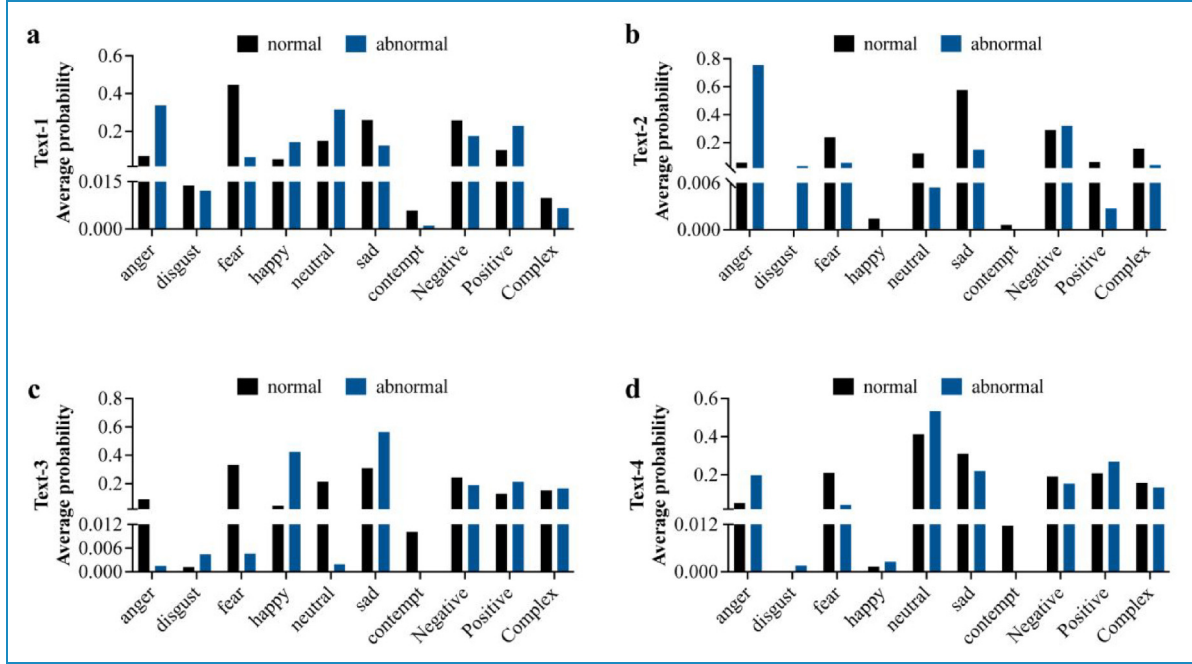 a
normal abnormal
Text-1
Average probability
0.6
0.4
0.2
0.015
0.000
anger disgust fear happy neutral sad contempt Negative Positive Complex
b
normal abnormal
Text-2
Average probability
0.8
0.6
0.4
0.2
0.006
0.000
anger disgust fear happy neutral sad contempt Negative Positive Complex
c
normal abnormal
Text-3
Average probability
0.8
0.6
0.4
0.2
0.012
0.006
0.000
anger disgust fear happy neutral sad contempt Negative Positive Complex
d
normal abnormal
Text-4
Average probability
0.6
0.4
0.2
0.012
0.000
anger disgust fear happy neutral sad contempt Negative Positive Complex